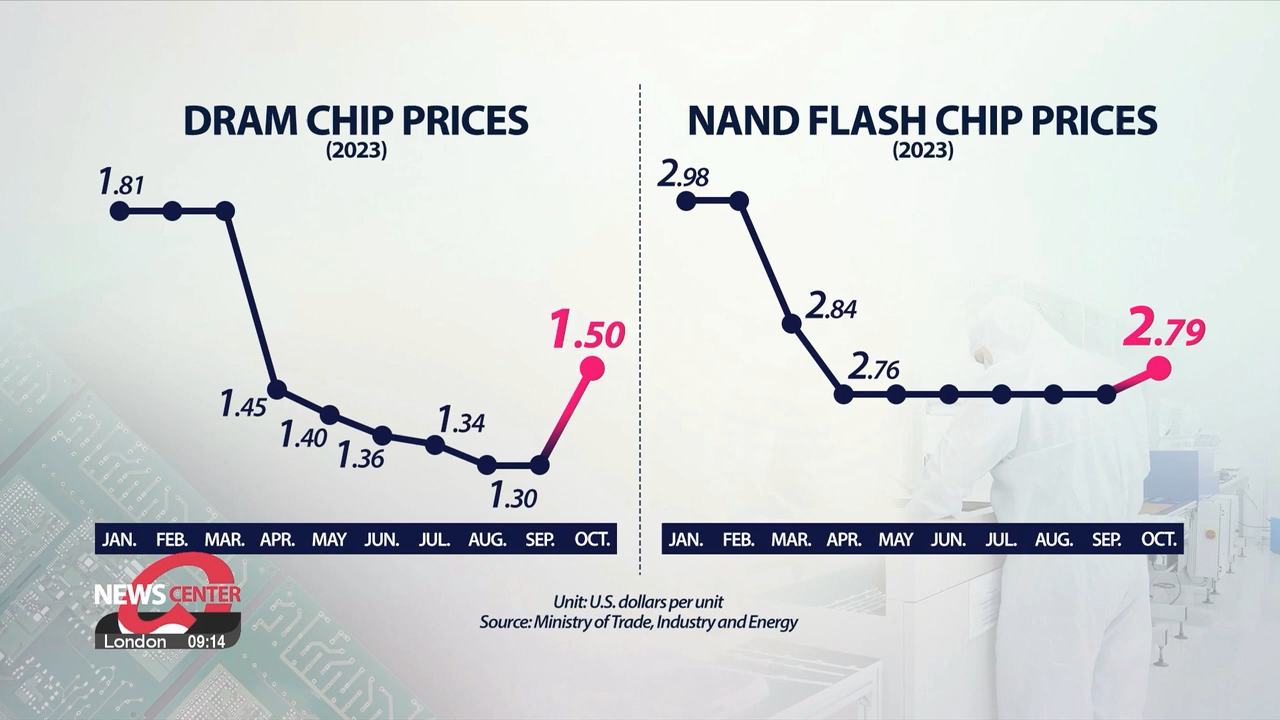 DRAM CHIP PRICES
(2023)
1.81
1.45
1.40
1.36
1.34
1.30
1.50
JAN. FEB. MAR. APR. MAY JUN. JUL. AUG. SEP. OCT.
NAND FLASH CHIP PRICES
(2023)
2.98
2.84
2.76
2.79
JAN. FEB. MAR. APR. MAY JUN. JUL. AUG. SEP. OCT.
Unit: U.S. dollars per unit
Source: Ministry of Trade, Industry and Energy
NEWS CENTER
London 09:14